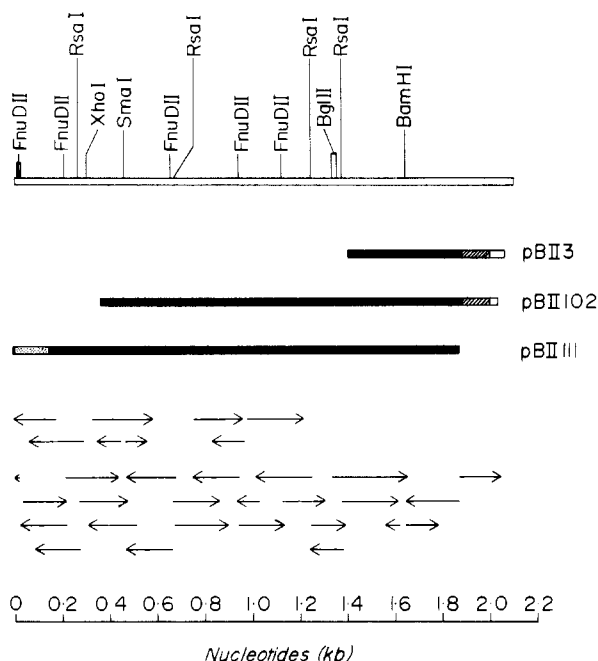 FnuDII
FnuDII
RsaI
XhoI
SmaI
FnuDII
RsaI
FnuDII
FnuDII
RsaI
BglII
RsaI
BamHI
pBII3
pBII102
pBII111
0 0·2 0·4 0·6 0·8 1·0 1·2 1·4 1·6 1·8 2·0 2·2
Nucleotides (kb)